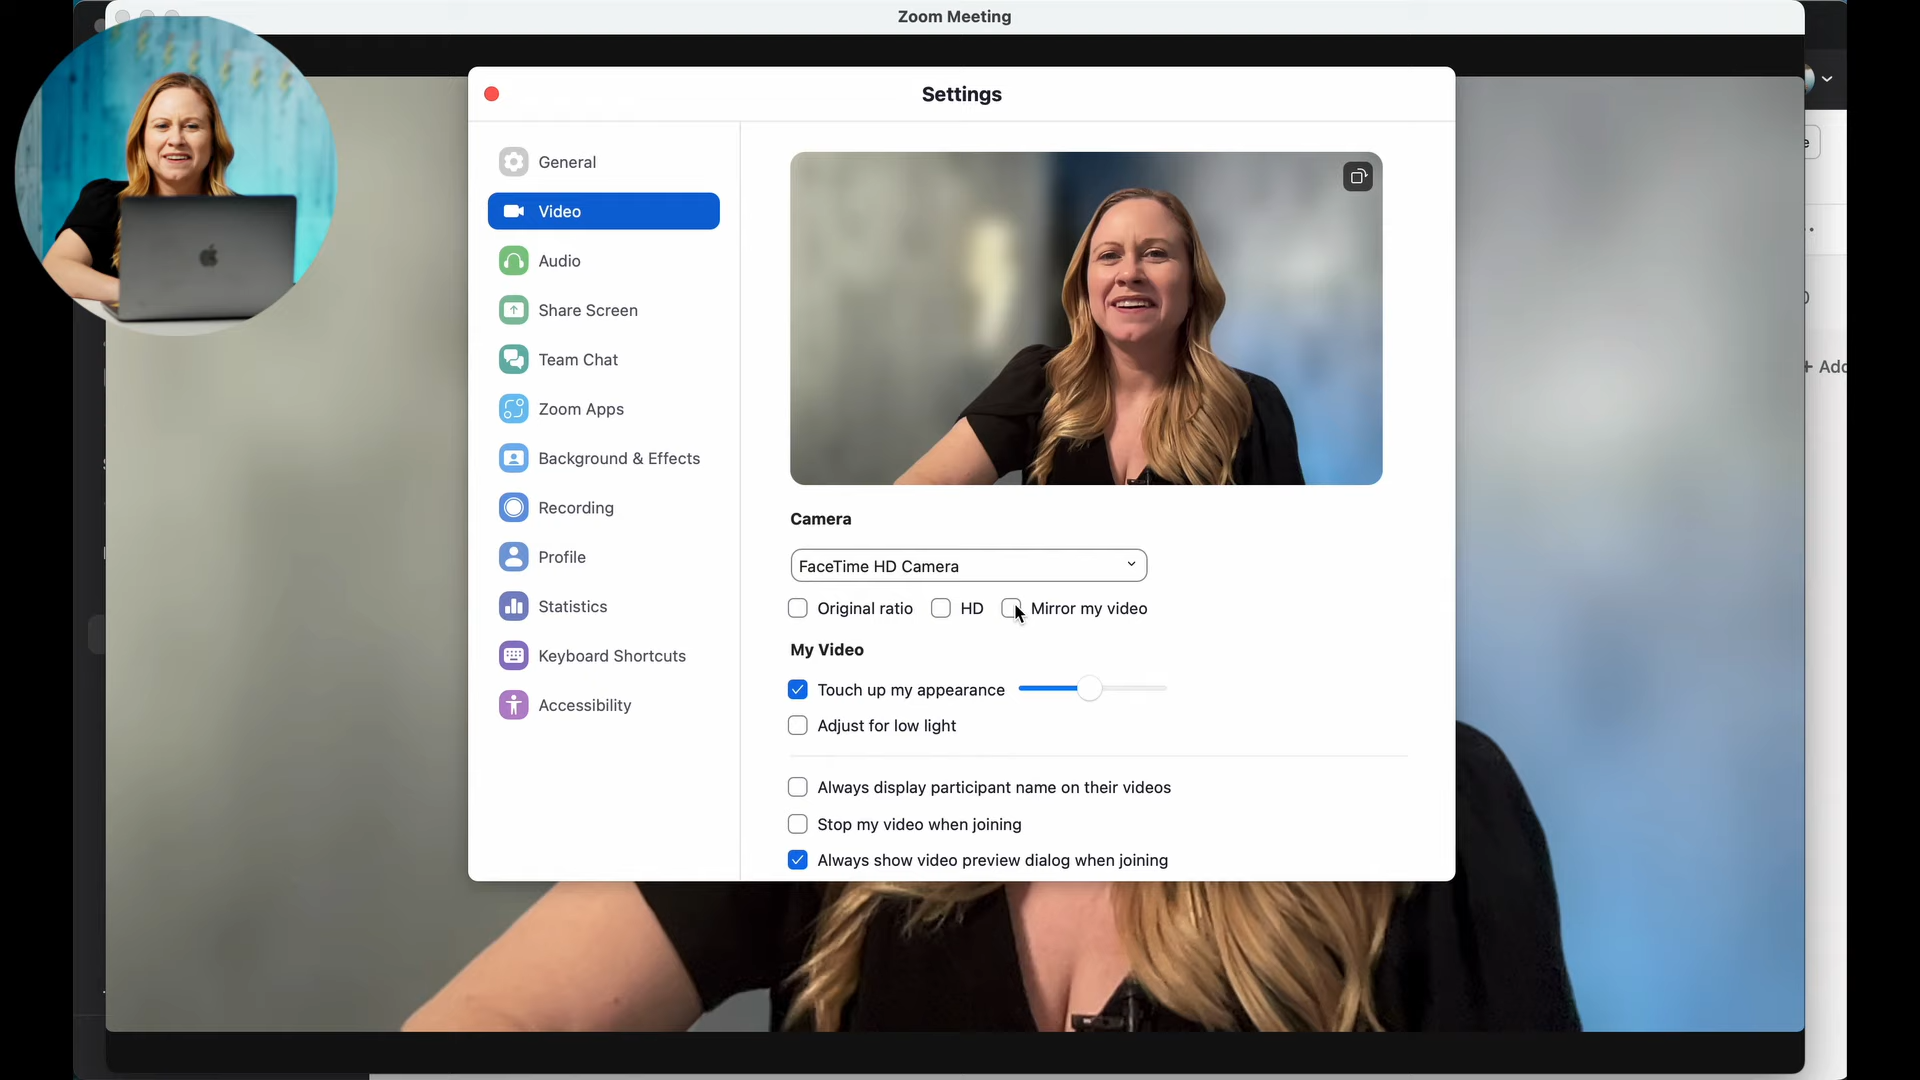 Zoom Meeting
Settings
General
Video
Audio
Share Screen
Team Chat
Zoom Apps
Background & Effects
Recording
Profile
Statistics
Keyboard Shortcuts
Accessibility
Camera
FaceTime HD Camera
Original ratio HD Mirror my video
My Video
Touch up my appearance
Adjust for low light
Always display participant name on their videos
Stop my video when joining
Always show video preview dialog when joining